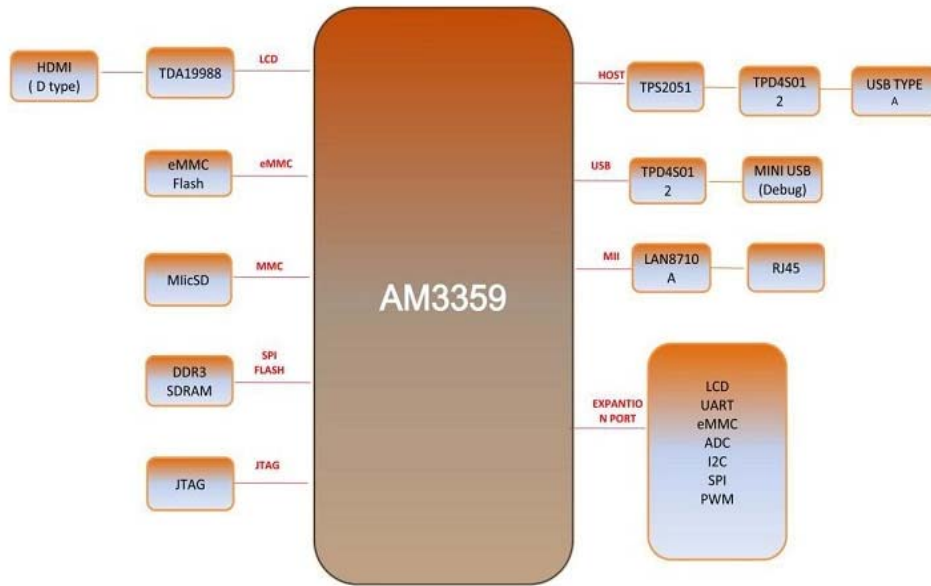 HDMI
( D type)
TDA19988
LCD
eMMC
Flash
eMMC
MIicSD
MMC
DDR3
SDRAM
SPI
FLASH
JTAG
JTAG
AM3359
HOST
TPS2051
TPD4S01
2
USB TYPE
A
USB
TPD4S01
2
MINI USB
(Debug)
MII
LAN8710
A
RJ45
EXPANTIO
N PORT
LCD
UART
eMMC
ADC
I2C
SPI
PWM